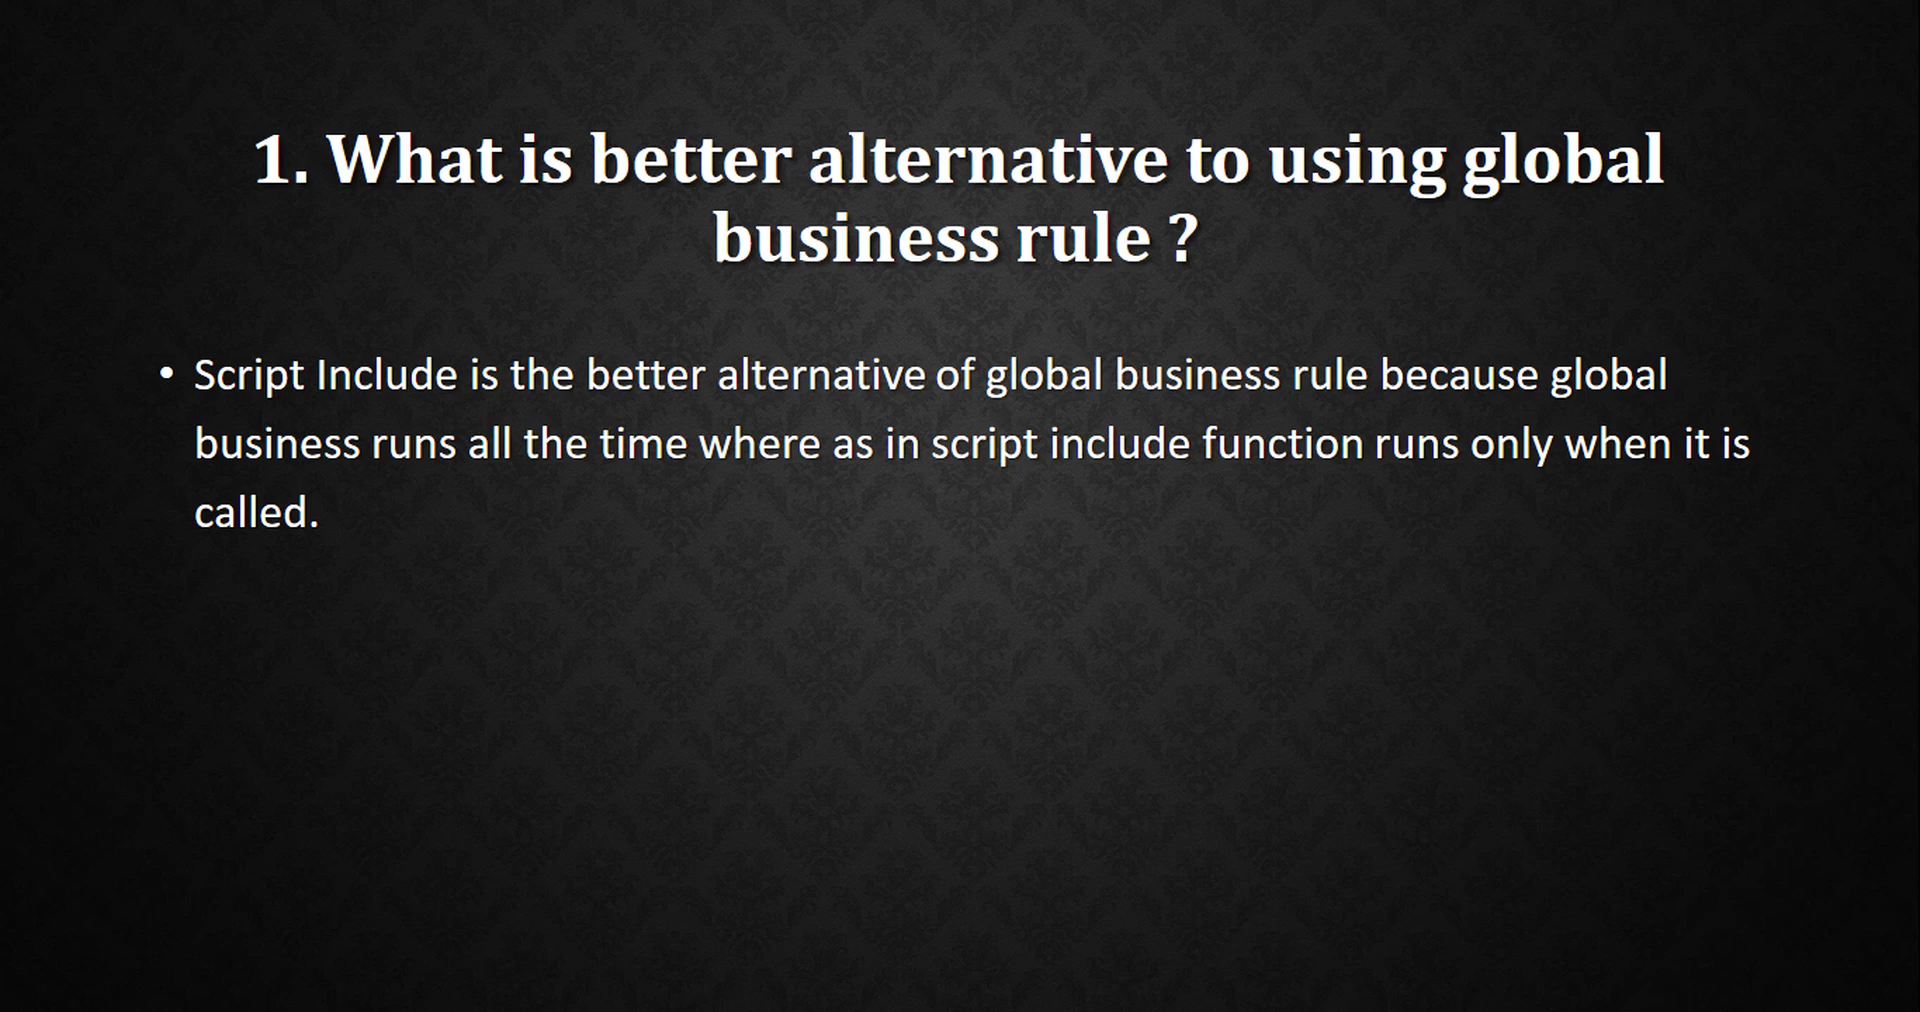 1. What is better alternative to using global
business rule ?
• Script Include is the better alternative of global business rule because global
business runs all the time where as in script include function runs only when it is
called.